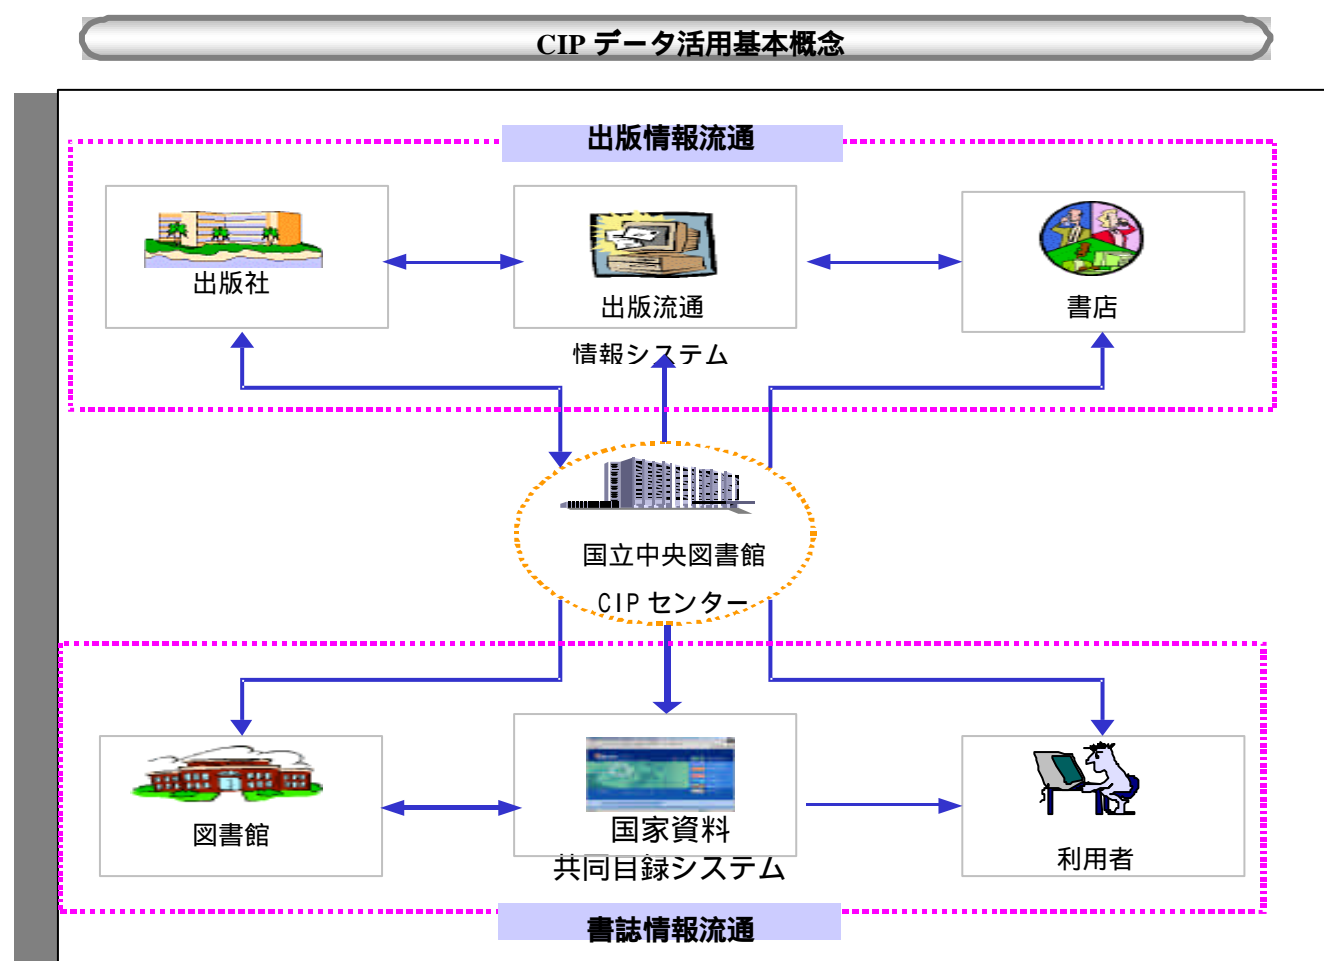 CIP データ活用基本概念
出版情報流通
出版社
出版流通
情報システム
書店
国立中央図書館
CIP センター
図書館
国家資料
共同目録システム
利用者
書誌情報流通